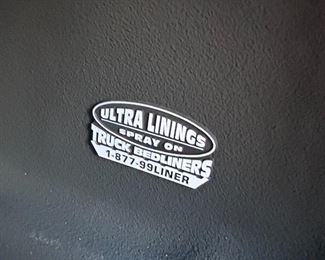 ULTRA LININGS
SPRAY ON
TRUCK BEDLINERS
1-877-99LINER